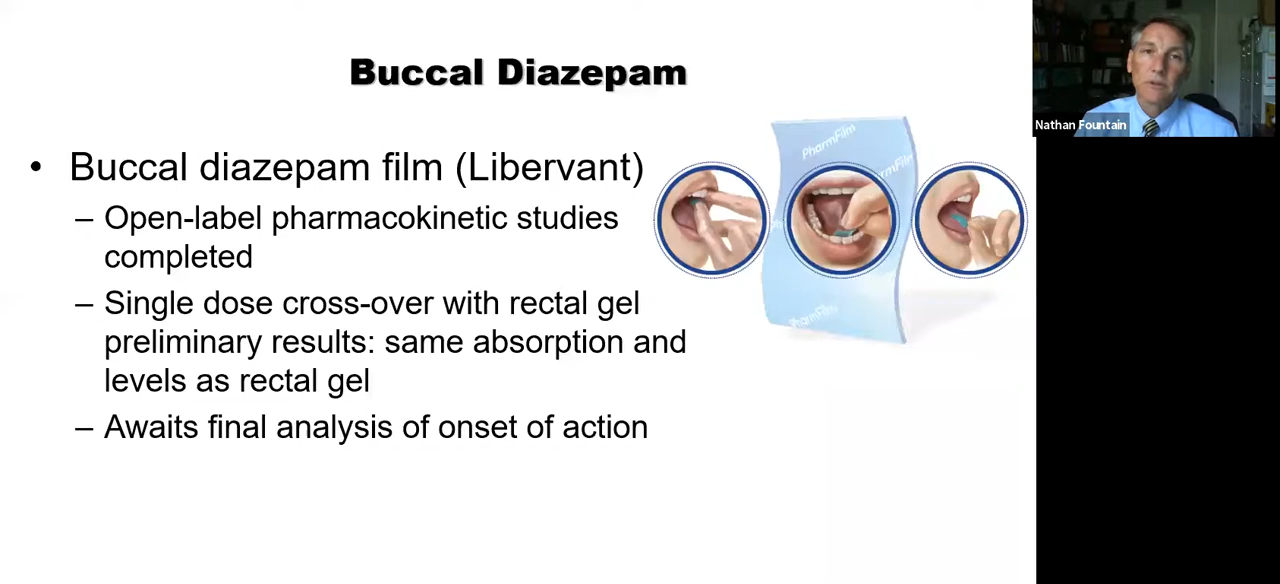 Buccal Diazepam
• Buccal diazepam film (Libervant)
– Open-label pharmacokinetic studies
completed
– Single dose cross-over with rectal gel
preliminary results: same absorption and
levels as rectal gel
– Awaits final analysis of onset of action
PharmFilm
PharmFilm
Nathan Fountain